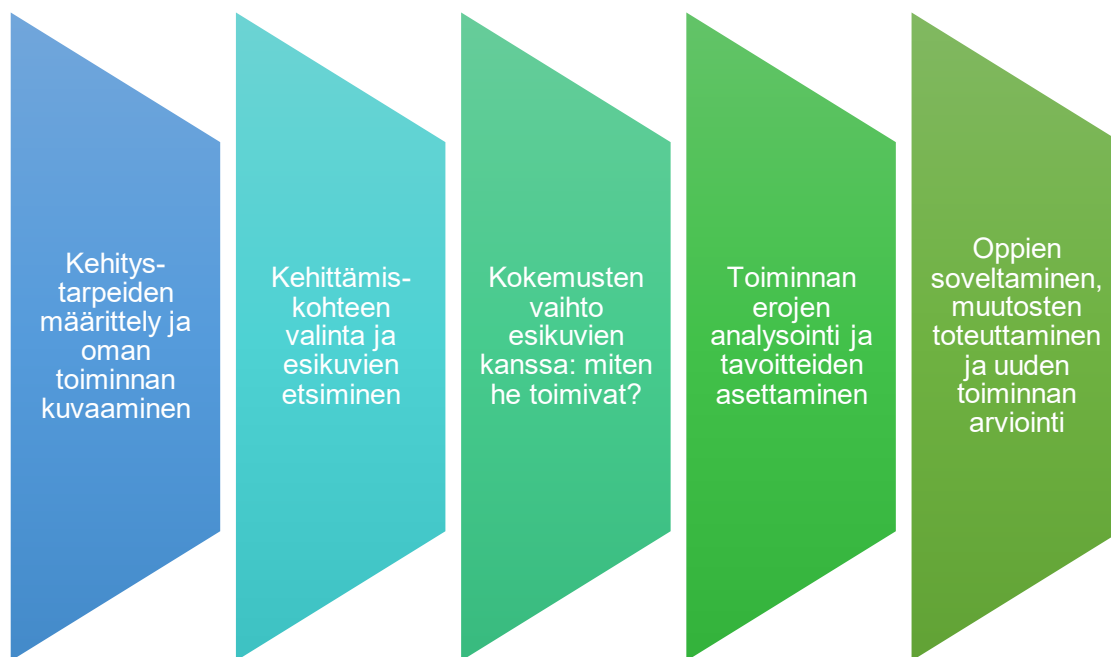 Kehitys-
tarpeiden
määrittely ja
oman
toiminnan
kuvaaminen
Kehittämis-
kohteen
valinta ja
esikuvien
etsiminen
Kokemusten
vaihto
esikuvien
kanssa: miten
he toimivat?
Toiminnan
erojen
analysointi ja
tavoitteiden
asettaminen
Oppien
soveltaminen,
muutosten
toteuttaminen
ja uuden
toiminnan
arviointi